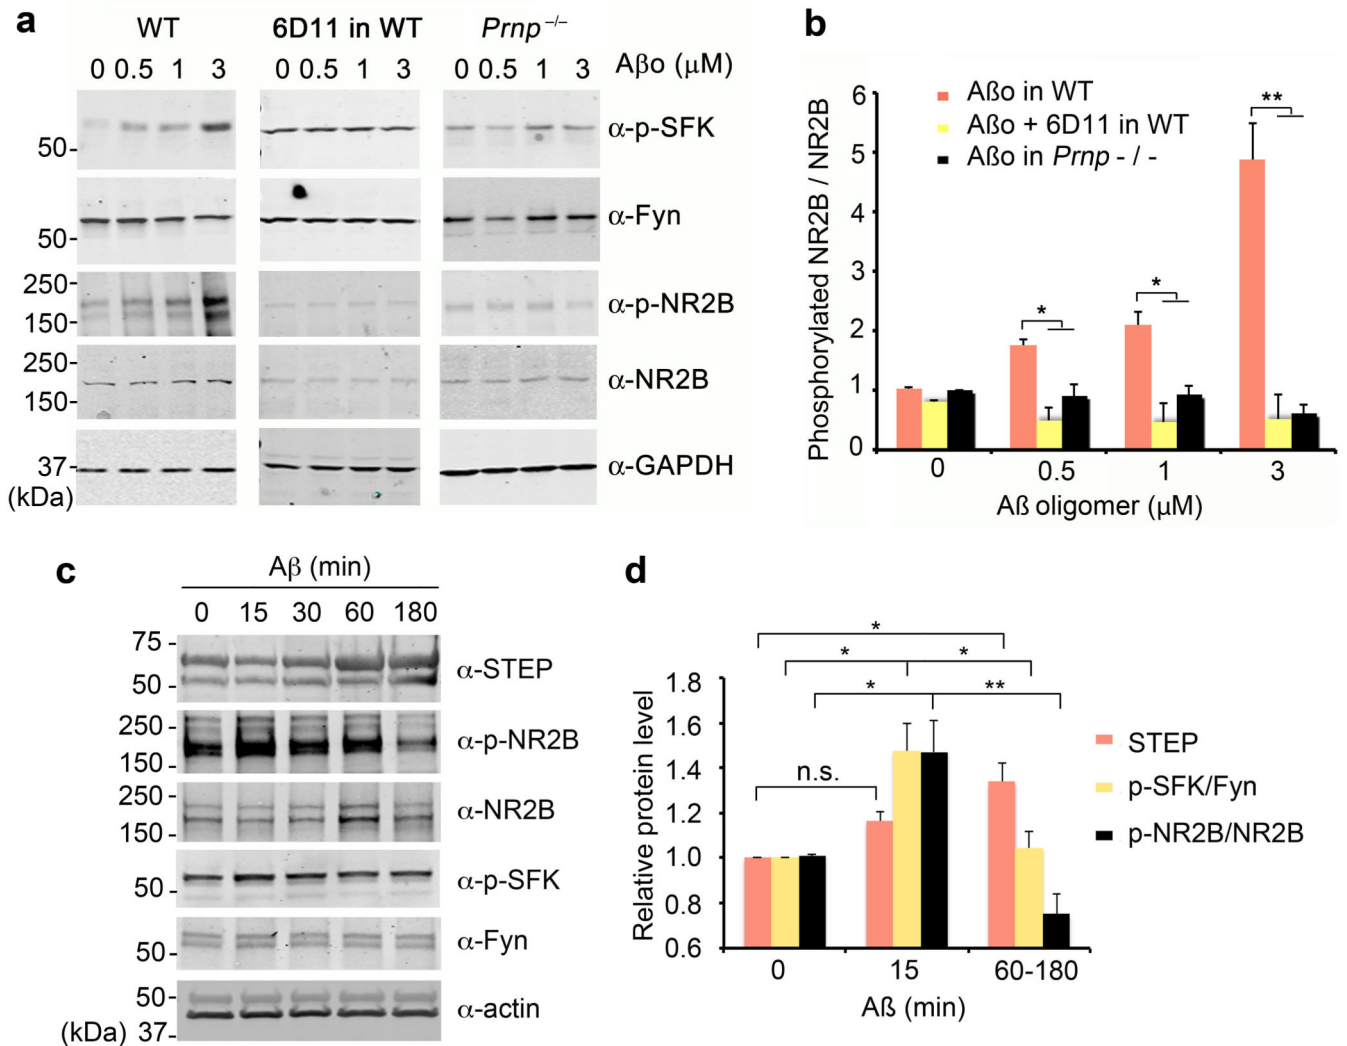 a
WT
6D11 in WT
Prnp –/–
0 0.5 1 3
0 0.5 1 3
0 0.5 1 3
Aβo (μM)
50
α-p-SFK
50
α-Fyn
250
150
α-p-NR2B
250
150
α-NR2B
37
(kDa)
α-GAPDH
b
Aßo in WT
Aßo + 6D11 in WT
Aßo in Prnp - / -
Phosphorylated NR2B / NR2B
6
5
4
3
2
1
0
*
*
**
0 0.5 1 3
Aß oligomer (μM)
c
Aβ (min)
0 15 30 60 180
75
50
α-STEP
250
150
α-p-NR2B
250
150
α-NR2B
50
α-p-SFK
50
α-Fyn
50
37
(kDa)
α-actin
d
*
* *
* **
n.s.
Relative protein level
1.8
1.6
1.4
1.2
1.0
0.8
0.6
0 15 60-180
Aß (min)
STEP
p-SFK/Fyn
p-NR2B/NR2B